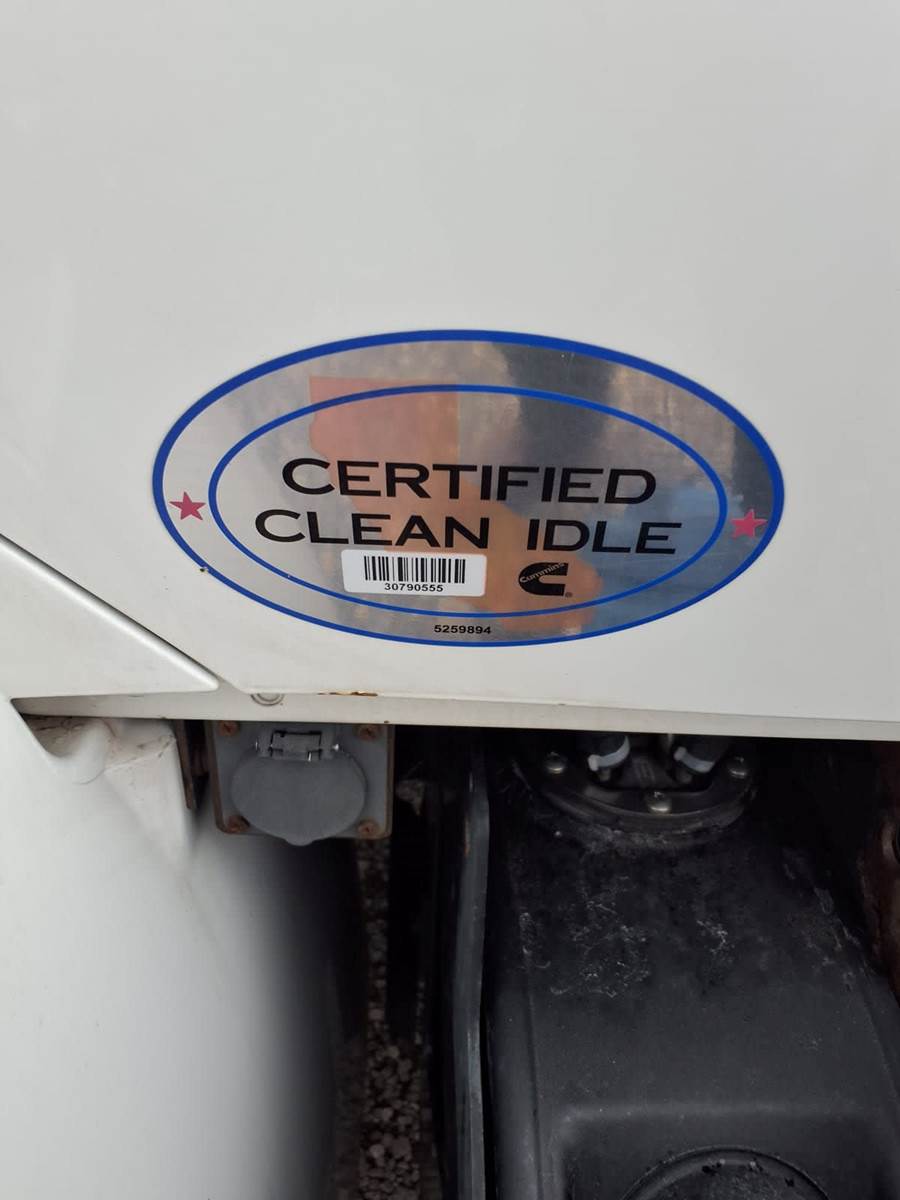 CERTIFIED
CLEAN IDLE
30790555
Cummins
5259894